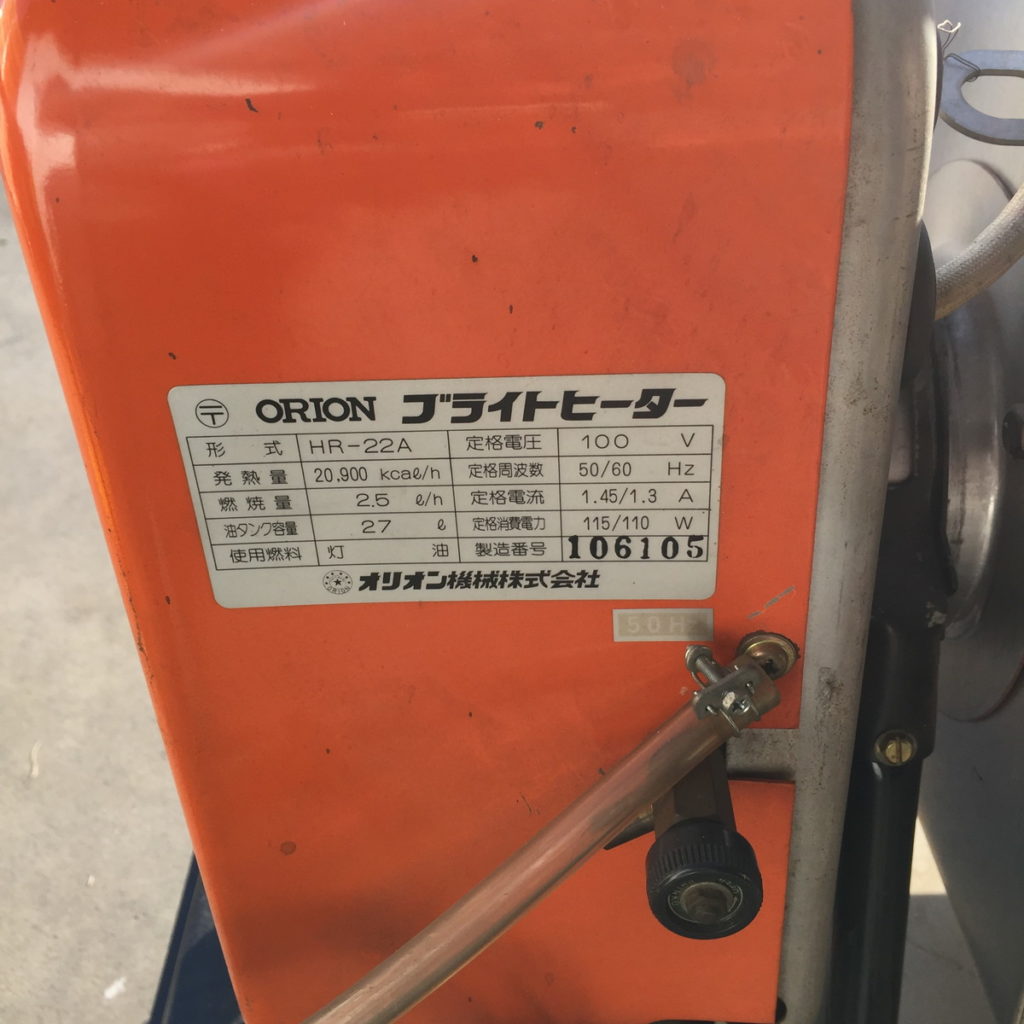 〶 ORION ブライトヒーター
形式 HR-22A 定格電圧 100 V
発熱量 20,900 kcaℓ/h 定格周波数 50/60 Hz
燃焼量 2.5 ℓ/h 定格電流 1.45/1.3 A
油タンク容量 27 ℓ 定格消費電力 115/110 W
使用燃料 灯油 製造番号 106105
ORION オリオン機械株式会社
50Hz